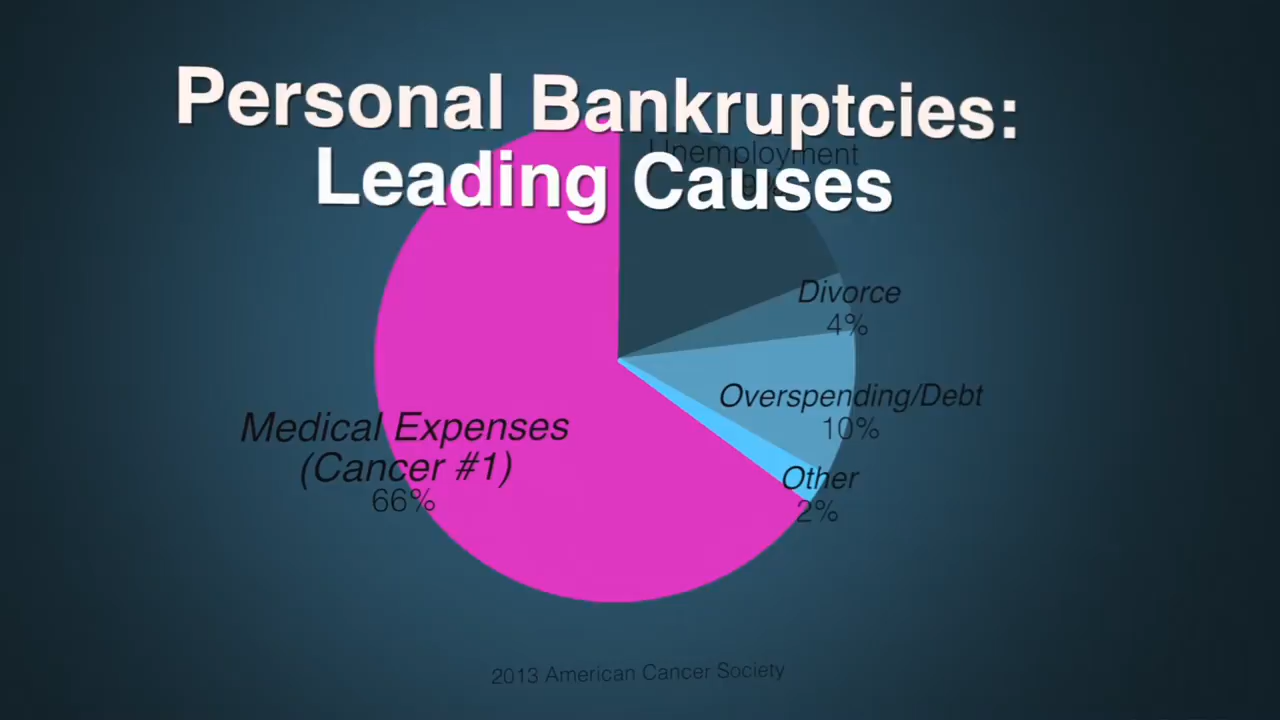 Personal Bankruptcies:
Leading Causes
Unemployment
Divorce
4%
Overspending/Debt
10%
Medical Expenses
(Cancer #1)
66%
Other
2%
2013 American Cancer Society